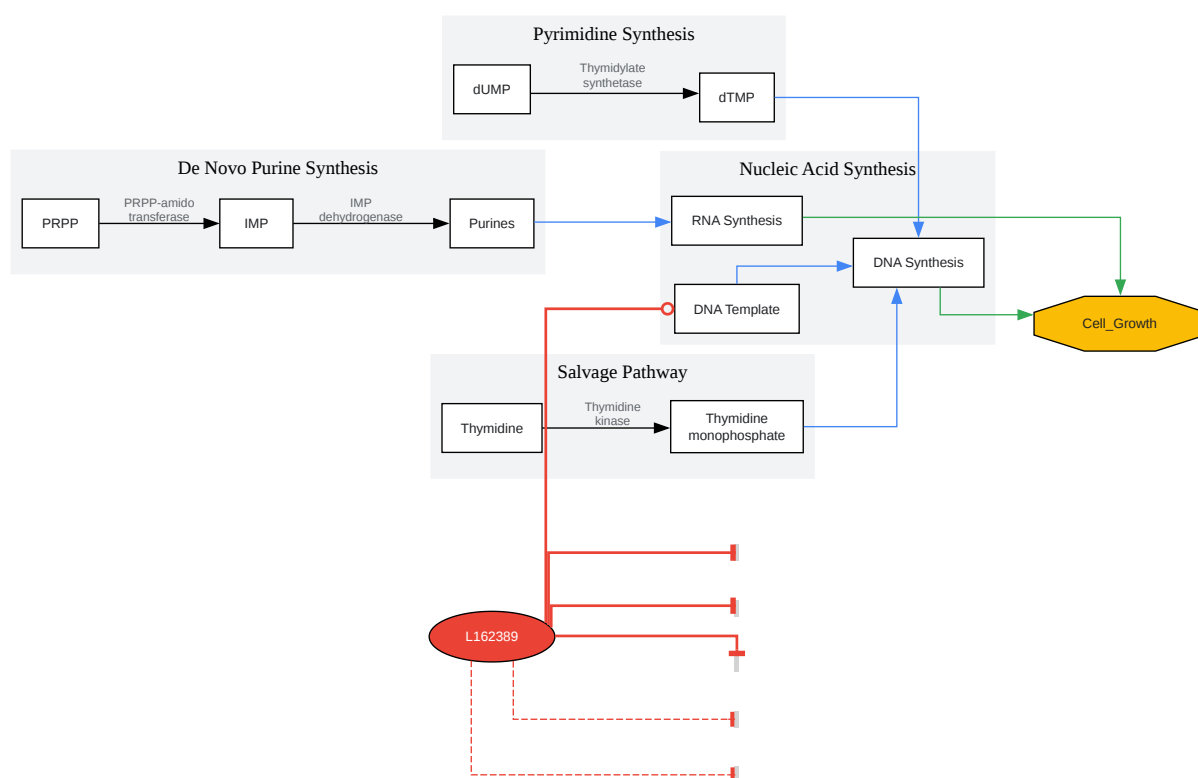 Pyrimidine Synthesis
dUMP
Thymidylate
synthetase
dTMP
De Novo Purine Synthesis
PRPP
PRPP-amido
transferase
IMP
IMP
dehydrogenase
Purines
Nucleic Acid Synthesis
RNA Synthesis
DNA Synthesis
DNA Template
Cell_Growth
Salvage Pathway
Thymidine
Thymidine
kinase
Thymidine
monophosphate
L162389